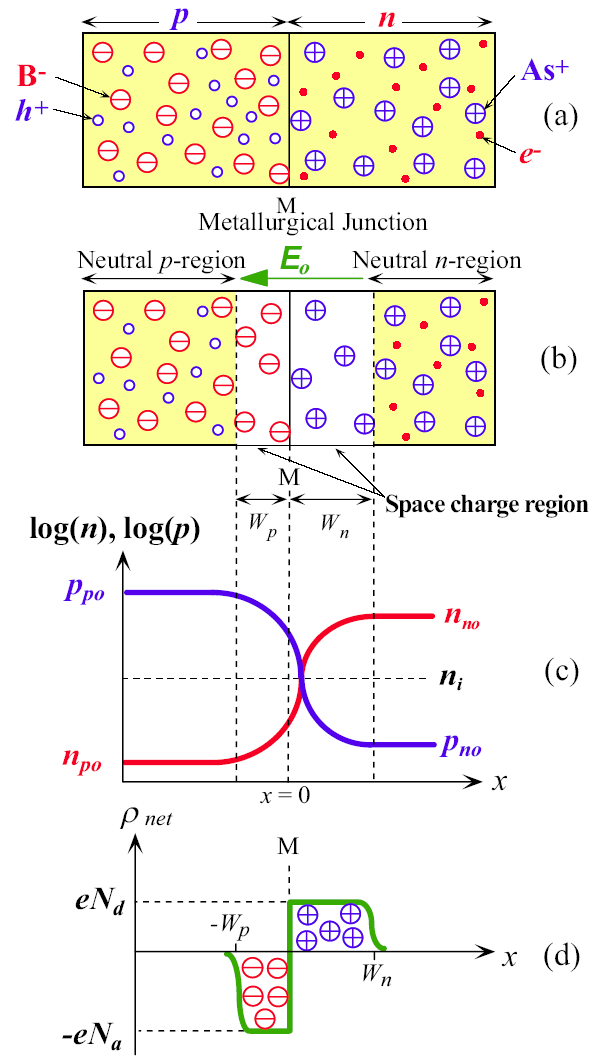 p n
B-
h+
As+
e-
(a)
M
Metallurgical Junction
Neutral p-region
Eo
Neutral n-region
(b)
M
Wp
Wn
Space charge region
log(n), log(p)
ppo
nno
ni
(c)
npo
pno
x = 0
x
ρ net
M
eNd
-Wp
x
(d)
Wn
-eNa